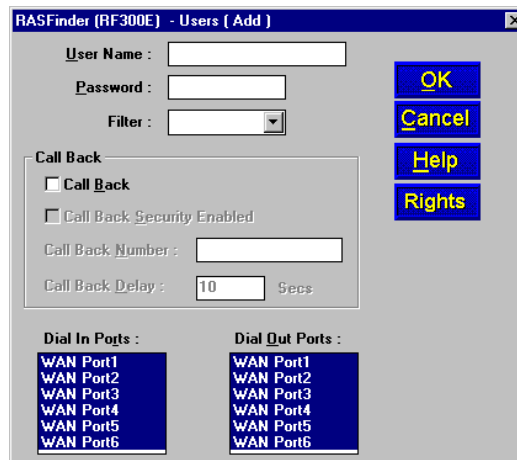 RASFinder (RF300E) - Users ( Add )
User Name :
Password :
Filter :
OK
Cancel
Help
Rights
Call Back
Call Back
Call Back Security Enabled
Call Back Number :
Call Back Delay : 10 Secs
Dial In Ports :
WAN Port1
WAN Port2
WAN Port3
WAN Port4
WAN Port5
WAN Port6
Dial Out Ports :
WAN Port1
WAN Port2
WAN Port3
WAN Port4
WAN Port5
WAN Port6